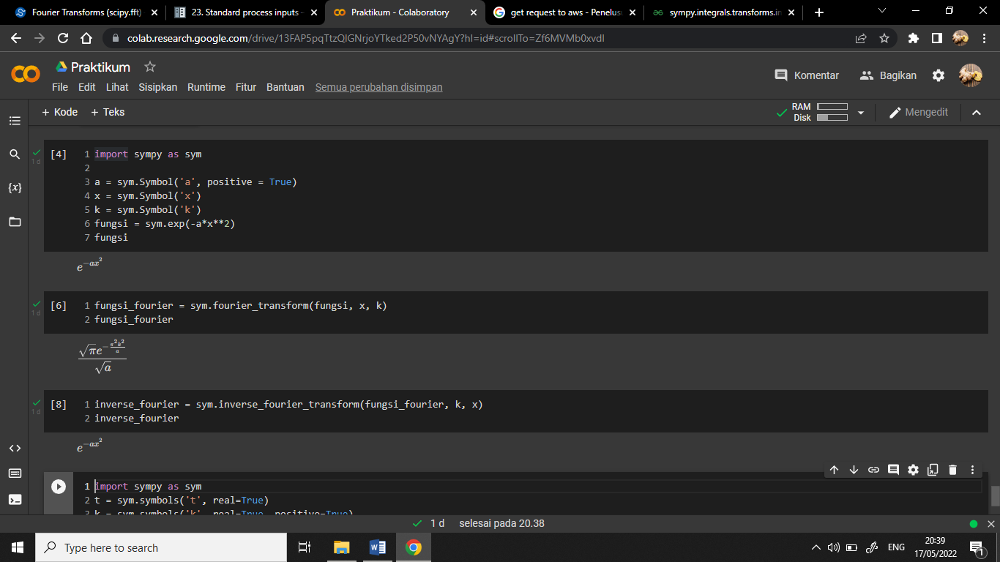 Fourier Transforms (scipy.fft)
23. Standard process inputs -
Praktikum - Colaboratory
get request to aws - Penelus
sympy.integrals.transforms.in
colab.research.google.com/drive/13FAP5pqTtzQlGNrjoYTked2P50vNYAgY?hl=id#scrollTo=Zf6MVMb0xvdI
Praktikum
Komentar
Bagikan
File Edit Lihat Sisipkan Runtime Fitur Bantuan Semua perubahan disimpan
+ Kode + Teks
RAM
Disk
Mengedit
[4]
1 d
1 import sympy as sym
2
3 a = sym.Symbol('a', positive = True)
4 x = sym.Symbol('x')
5 k = sym.Symbol('k')
6 fungsi = sym.exp(-a*x**2)
7 fungsi
e^{-ax^2}
[6]
1 d
1 fungsi_fourier = sym.fourier_transform(fungsi, x, k)
2 fungsi_fourier
\frac{\sqrt{π}e^{-\frac{π^2k^2}{a}}}{\sqrt{a}}
[8]
1 d
1 inverse_fourier = sym.inverse_fourier_transform(fungsi_fourier, k, x)
2 inverse_fourier
e^{-ax^2}
{x}
1 import sympy as sym
2 t = sym.symbols('t', real=True)
3 k = sym.symbols('k', real=True, positive=True)
1 d selesai pada 20.38
Type here to search
ENG
20:39
17/05/2022
1